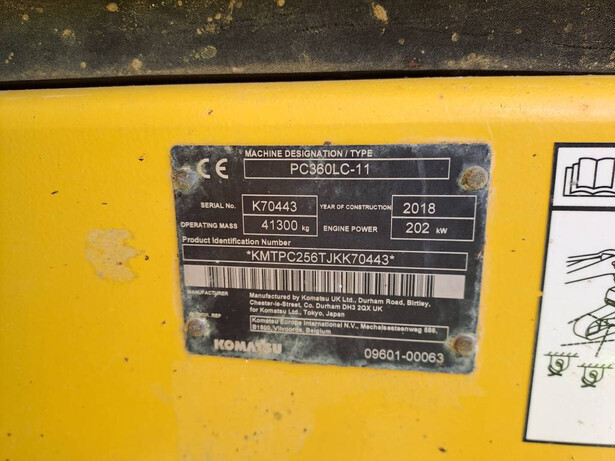 CE
MACHINE DESIGNATION / TYPE
PC360LC-11
SERIAL No. K70443 YEAR OF CONSTRUCTION 2018
OPERATING MASS 41300 kg ENGINE POWER 202 kW
Product Identification Number
*KMTPC256TJKK70443*
Manufacturer Manufactured by Komatsu UK Ltd., Durham Road, Birtley,
Chester-le-Street, Co. Durham DH3 2QX UK
for Komatsu Ltd., Tokyo, Japan
REP Komatsu Europe International N.V., Mechelsesteenweg 586,
B1800, Vilvoorde, Belgium
KOMATSU 09601-00063